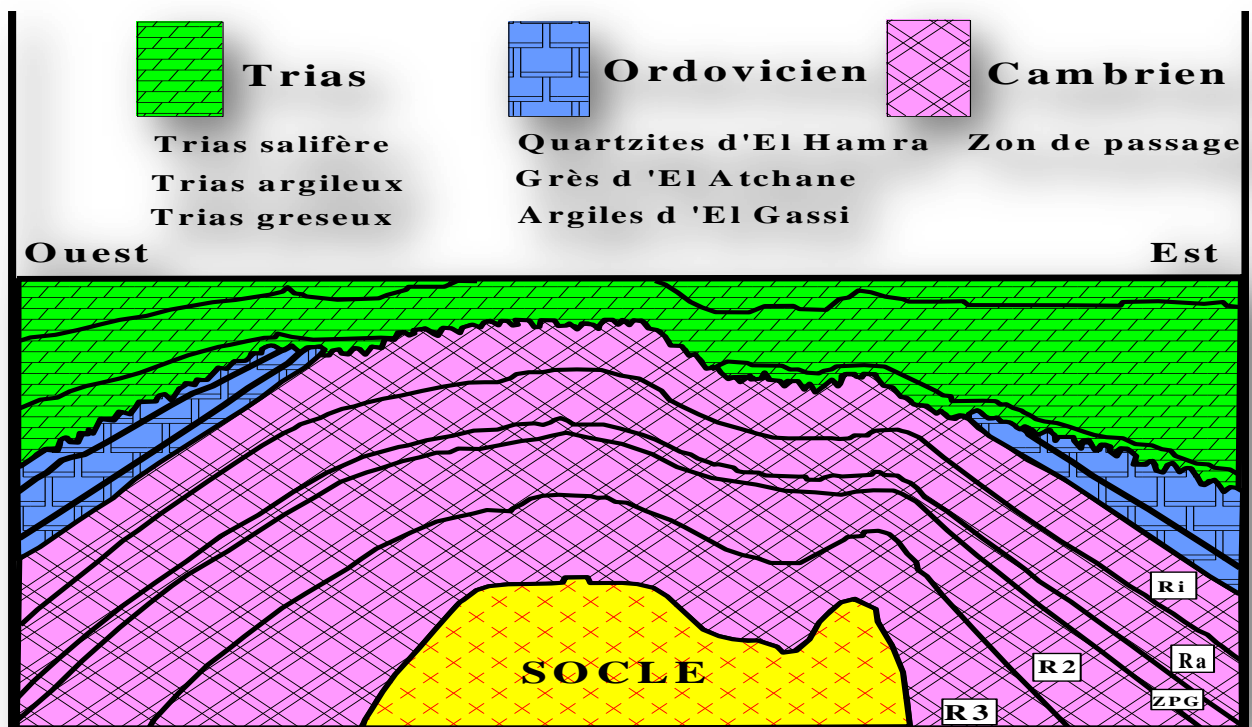 Trias
Ordovicien
Cambrien
Trias salifère
Quartzites d'El Hamra
Zon de passage
Trias argileux
Grès d 'El Atchane
Trias greseux
Argiles d 'El Gassi
Ouest
Est
Ri
Ra
R2
SOCLE
ZPG
R3